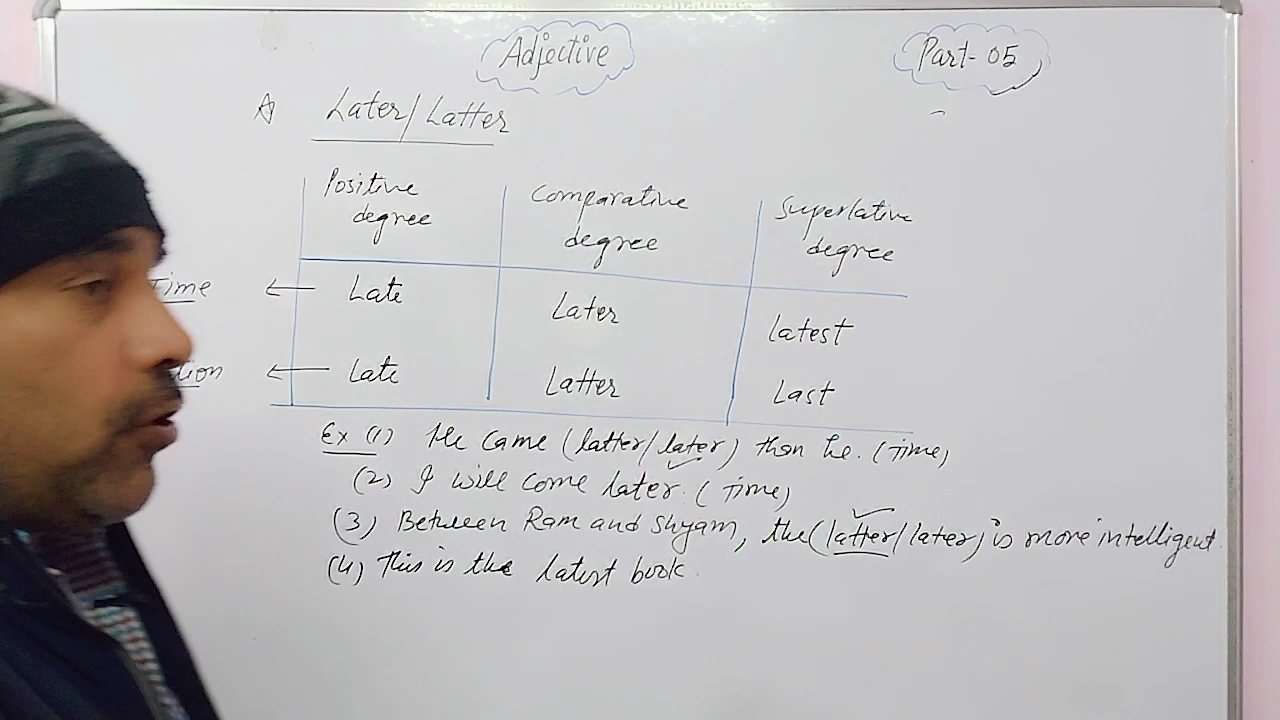 Adjective
Part-05
Later/Latter
Positive degree
Comparative degree
Superlative degree
Time ← Late Later Latest
← Late Latter Last
Ex (1) He came (latter/later) than he. (Time)
(2) I will come later. (Time)
(3) Between Ram and Shyam, the (latter/later) is more intelligent.
(4) This is the latest book.